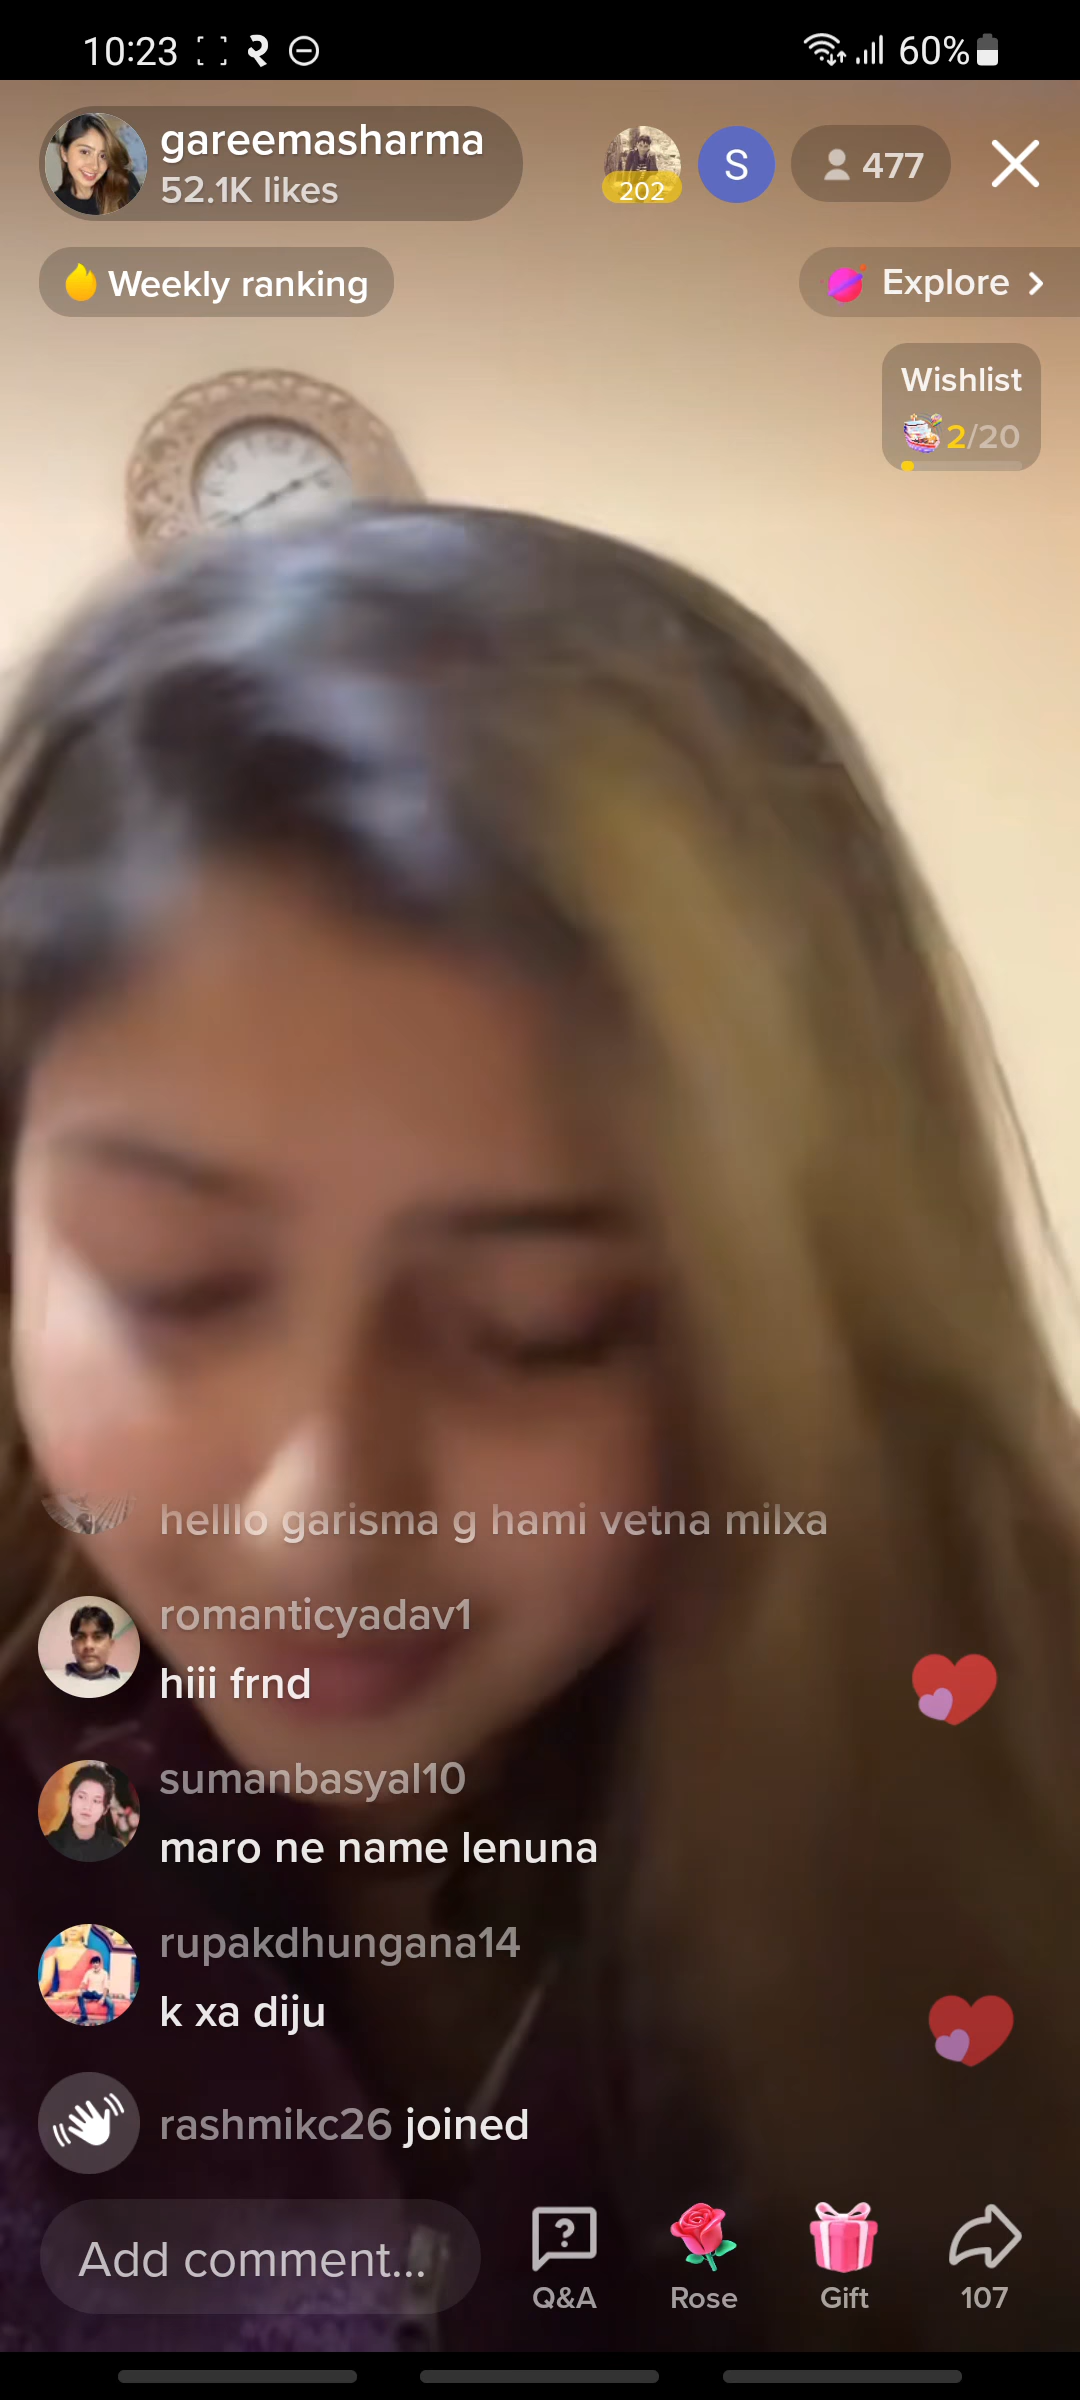 10:23 60%
gareemasharma
52.1K likes
202
S
477
Weekly ranking
Explore
Wishlist
2/20
helllo garisma g hami vetna milxa
romanticyadav1
hiii frnd
sumanbasyal10
maro ne name lenuna
rupakdhungana14
k xa diju
rashmikc26 joined
Add comment...
Q&A
Rose
Gift
107